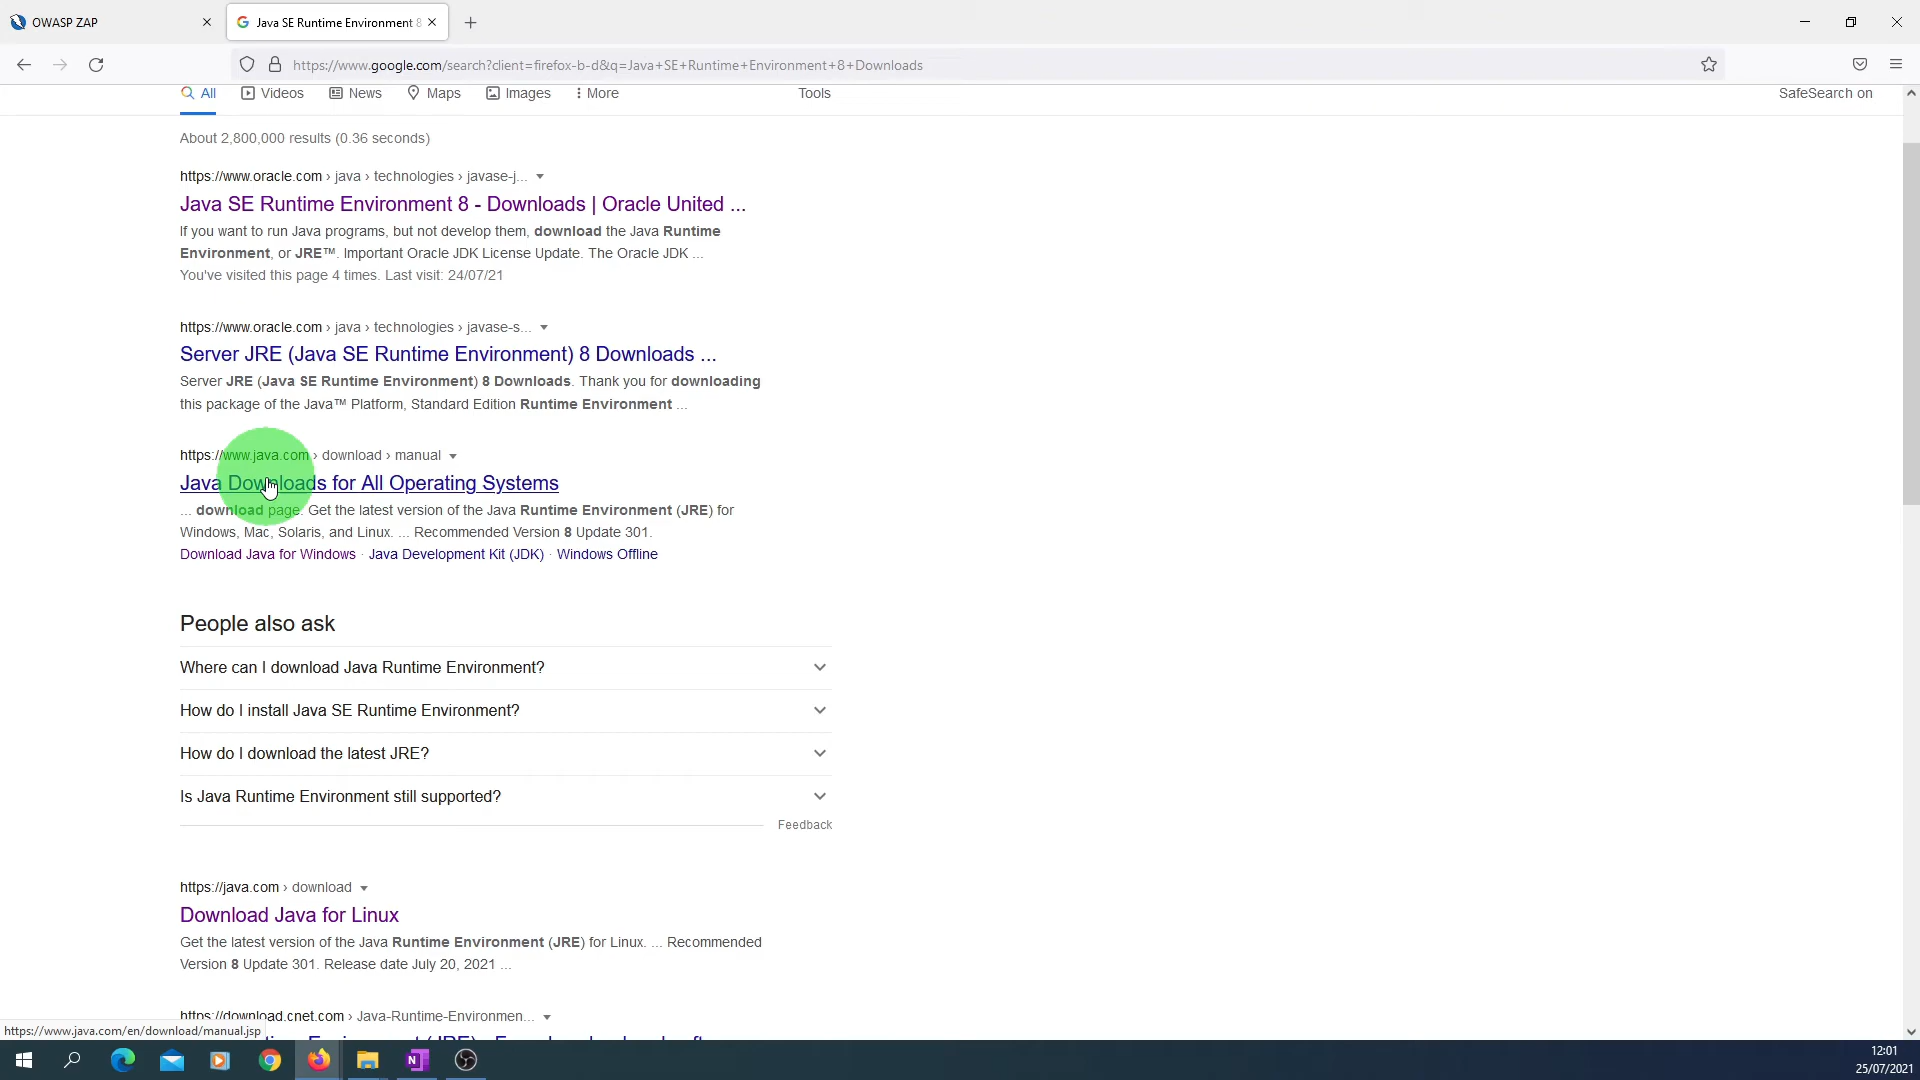 OWASP ZAP
Java SE Runtime Environment 8
https://www.google.com/search?client=firefox-b-d&q=Java+SE+Runtime+Environment+8+Downloads
All Videos News Maps Images More Tools SafeSearch on
About 2,800,000 results (0.36 seconds)
https://www.oracle.com › java › technologies › javase-j...
Java SE Runtime Environment 8 - Downloads | Oracle United ...
If you want to run Java programs, but not develop them, download the Java Runtime
Environment, or JRE™. Important Oracle JDK License Update. The Oracle JDK ...
You've visited this page 4 times. Last visit: 24/07/21
https://www.oracle.com › java › technologies › javase-s...
Server JRE (Java SE Runtime Environment) 8 Downloads ...
Server JRE (Java SE Runtime Environment) 8 Downloads. Thank you for downloading
this package of the Java™ Platform, Standard Edition Runtime Environment ...
https://www.java.com › download › manual
Java Downloads for All Operating Systems
... download page. Get the latest version of the Java Runtime Environment (JRE) for
Windows, Mac, Solaris, and Linux. ... Recommended Version 8 Update 301.
Download Java for Windows · Java Development Kit (JDK) · Windows Offline
People also ask
Where can I download Java Runtime Environment?
How do I install Java SE Runtime Environment?
How do I download the latest JRE?
Is Java Runtime Environment still supported?
Feedback
https://java.com › download
Download Java for Linux
Get the latest version of the Java Runtime Environment (JRE) for Linux. ... Recommended
Version 8 Update 301. Release date July 20, 2021 ...
https://download.cnet.com › Java-Runtime-Environmen...
https://www.java.com/en/download/manual.jsp
12:01
25/07/2021